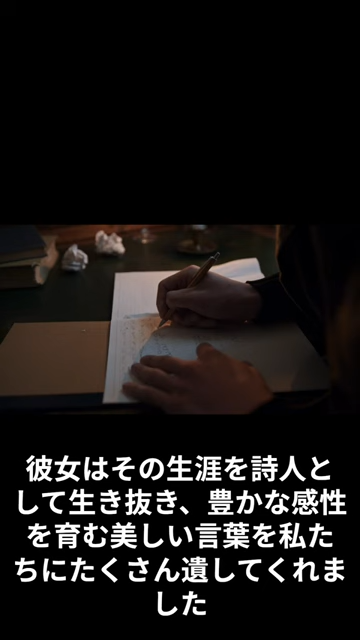 彼女はその生涯を詩人と
して生き抜き、豊かな感性
を育む美しい言葉を私た
ちにたくさん遺してくれま
した